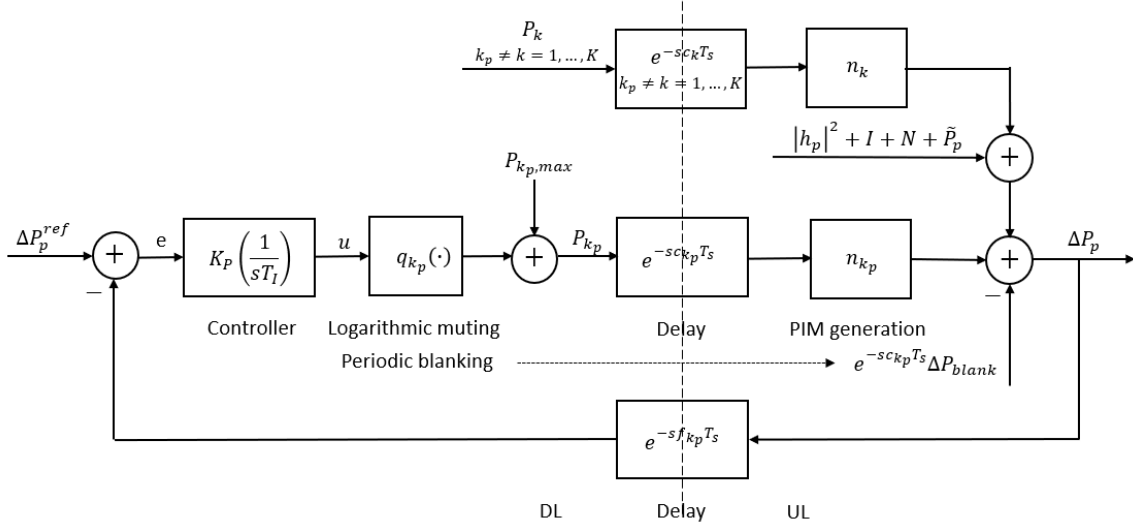 P_k
k_p ≠ k = 1, … , K
e^{-sc_kT_s}
k_p ≠ k = 1, … , K
n_k
|h_p|^2 + I + N + P̃_p
+
P_{k_p,max}
ΔP_p^{ref}
+
e
K_P(1/sT_I)
u
q_{k_p}(·)
+
P_{k_p}
e^{-sc_{k_p}T_s}
n_{k_p}
+
ΔP_p
−
−
Controller
Logarithmic muting
Delay
PIM generation
Periodic blanking
e^{-sc_{k_p}T_s}ΔP_{blank}
e^{-sf_{k_p}T_s}
DL
Delay
UL